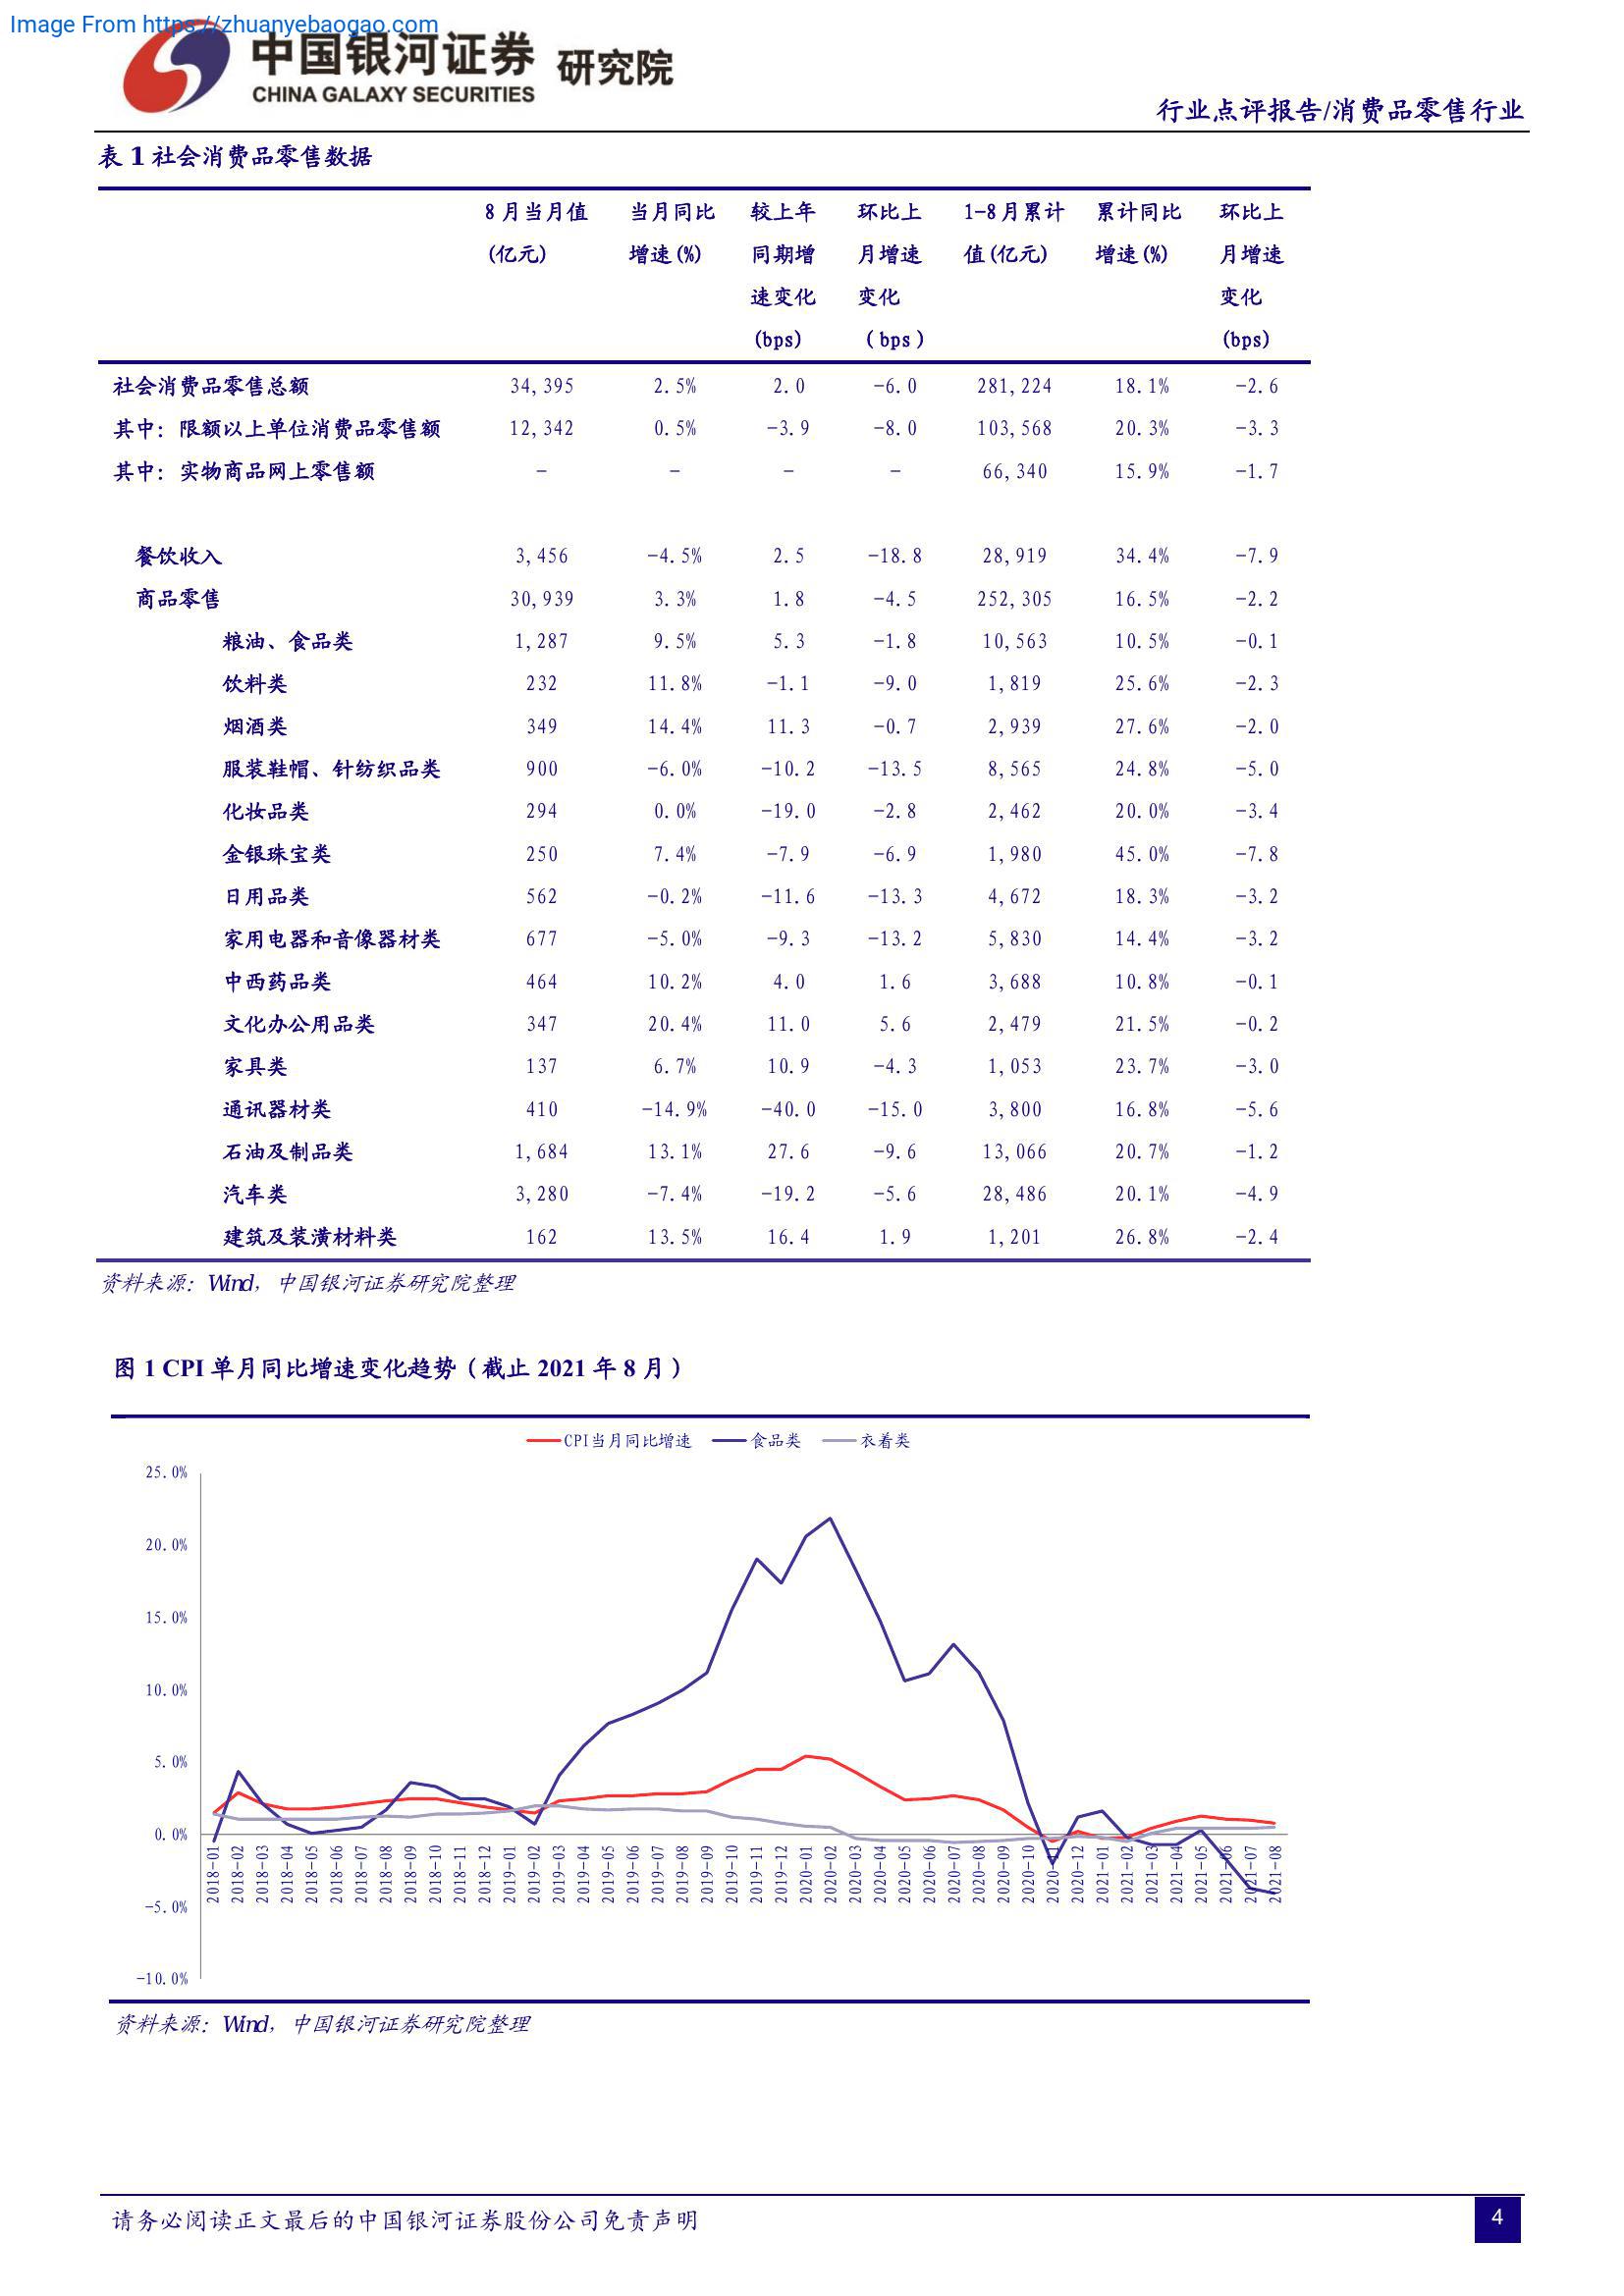 Image From https://zhuanyebaogao.com
中国银河证券 研究院
CHINA GALAXY SECURITIES
行业点评报告/消费品零售行业
表 1 社会消费品零售数据
8 月当月值 当月同比 较上年 环比上 1-8 月累计 累计同比 环比上
(亿元) 增速(%) 同期增 月增速 值(亿元) 增速(%) 月增速
速变化 变化 变化
(bps) (bps) (bps)
社会消费品零售总额 34,395 2.5% 2.0 -6.0 281,224 18.1% -2.6
其中：限额以上单位消费品零售额 12,342 0.5% -3.9 -8.0 103,568 20.3% -3.3
其中：实物商品网上零售额 - - - - 66,340 15.9% -1.7
餐饮收入 3,456 -4.5% 2.5 -18.8 28,919 34.4% -7.9
商品零售 30,939 3.3% 1.8 -4.5 252,305 16.5% -2.2
粮油、食品类 1,287 9.5% 5.3 -1.8 10,563 10.5% -0.1
饮料类 232 11.8% -1.1 -9.0 1,819 25.6% -2.3
烟酒类 349 14.4% 11.3 -0.7 2,939 27.6% -2.0
服装鞋帽、针纺织品类 900 -6.0% -10.2 -13.5 8,565 24.8% -5.0
化妆品类 294 0.0% -19.0 -2.8 2,462 20.0% -3.4
金银珠宝类 250 7.4% -7.9 -6.9 1,980 45.0% -7.8
日用品类 562 -0.2% -11.6 -13.3 4,672 18.3% -3.2
家用电器和音像器材类 677 -5.0% -9.3 -13.2 5,830 14.4% -3.2
中西药品类 464 10.2% 4.0 1.6 3,688 10.8% -0.1
文化办公用品类 347 20.4% 11.0 5.6 2,479 21.5% -0.2
家具类 137 6.7% 10.9 -4.3 1,053 23.7% -3.0
通讯器材类 410 -14.9% -40.0 -15.0 3,800 16.8% -5.6
石油及制品类 1,684 13.1% 27.6 -9.6 13,066 20.7% -1.2
汽车类 3,280 -7.4% -19.2 -5.6 28,486 20.1% -4.9
建筑及装潢材料类 162 13.5% 16.4 1.9 1,201 26.8% -2.4
资料来源：Wind，中国银河证券研究院整理
图 1 CPI 单月同比增速变化趋势（截止 2021 年 8 月）
CPI当月同比增速 食品类 衣着类
25.0%
20.0%
15.0%
10.0%
5.0%
0.0%
-5.0%
-10.0%
2018-01 2018-02 2018-03 2018-04 2018-05 2018-06 2018-07 2018-08 2018-09 2018-10 2018-11 2018-12 2019-01 2019-02 2019-03 2019-04 2019-05 2019-06 2019-07 2019-08 2019-09 2019-10 2019-11 2019-12 2020-01 2020-02 2020-03 2020-04 2020-05 2020-06 2020-07 2020-08 2020-09 2020-10 2020-11 2020-12 2021-01 2021-02 2021-03 2021-04 2021-05 2021-06 2021-07 2021-08
资料来源：Wind，中国银河证券研究院整理
请务必阅读正文最后的中国银河证券股份公司免责声明
4